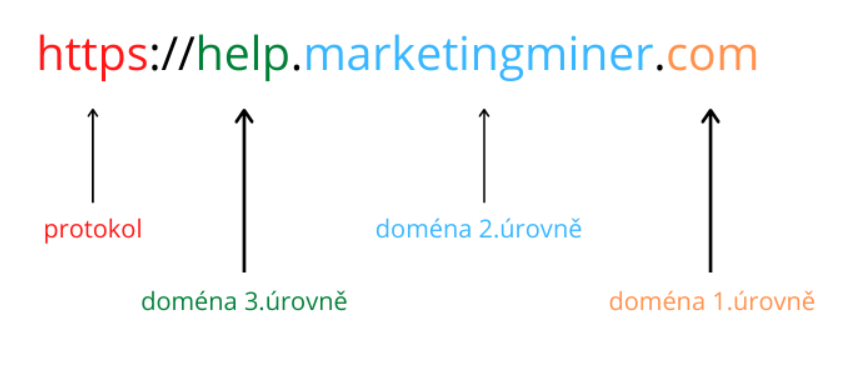 https://help.marketingminer.com
protokol
doména 2.úrovně
doména 3.úrovně
doména 1.úrovně